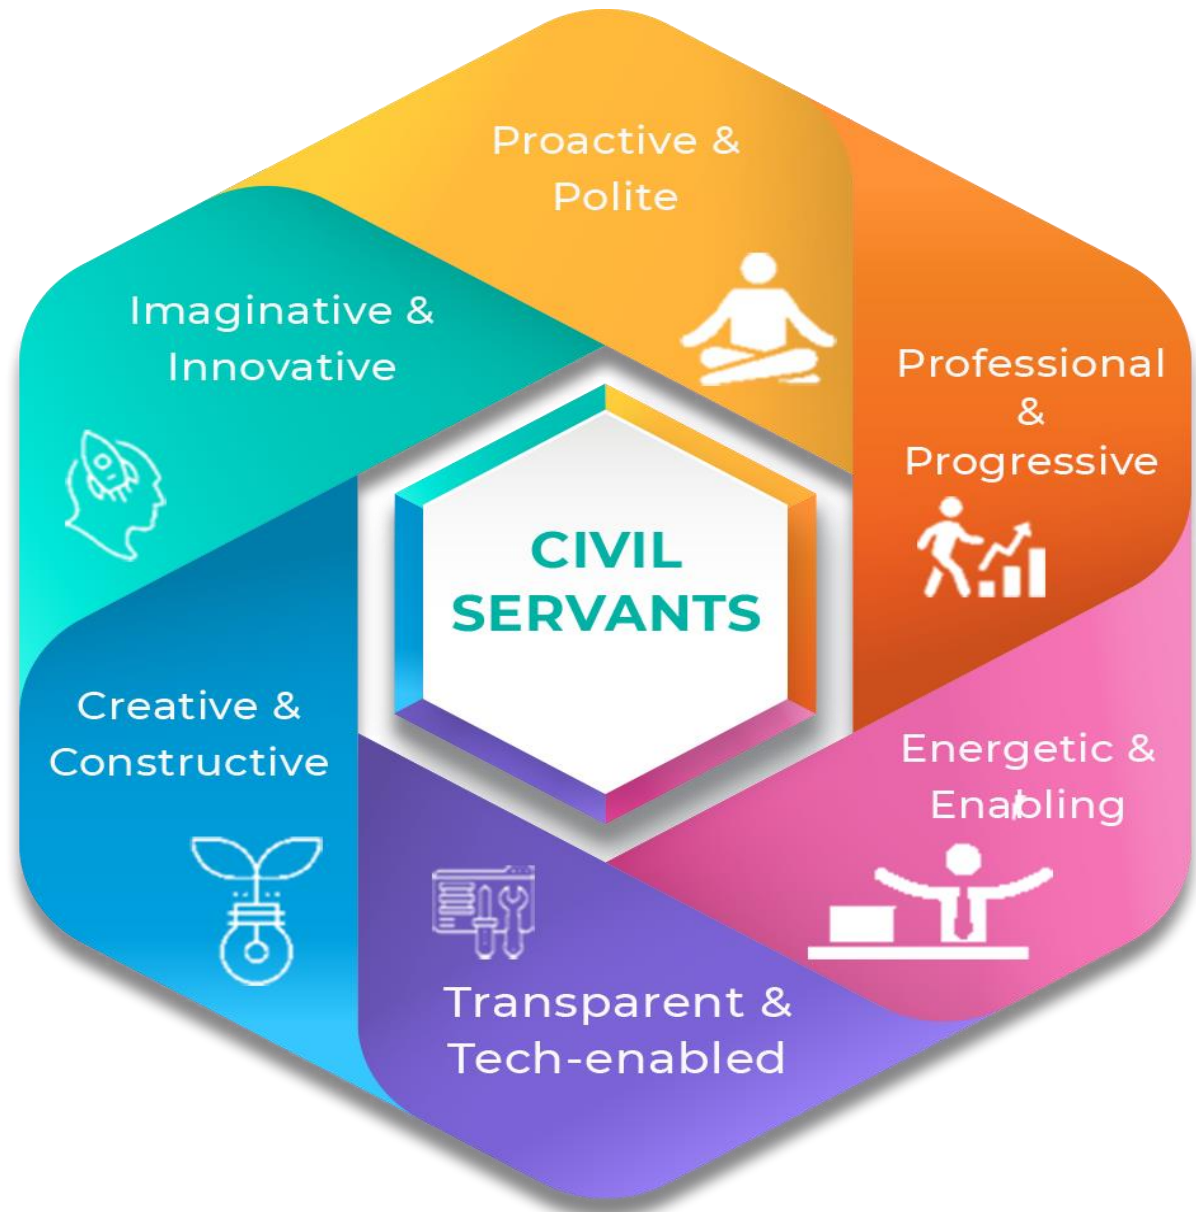 Proactive &
Polite
Imaginative &
Innovative
Professional
&
Progressive
CIVIL
SERVANTS
Creative &
Constructive
Energetic &
Enabling
Transparent &
Tech-enabled